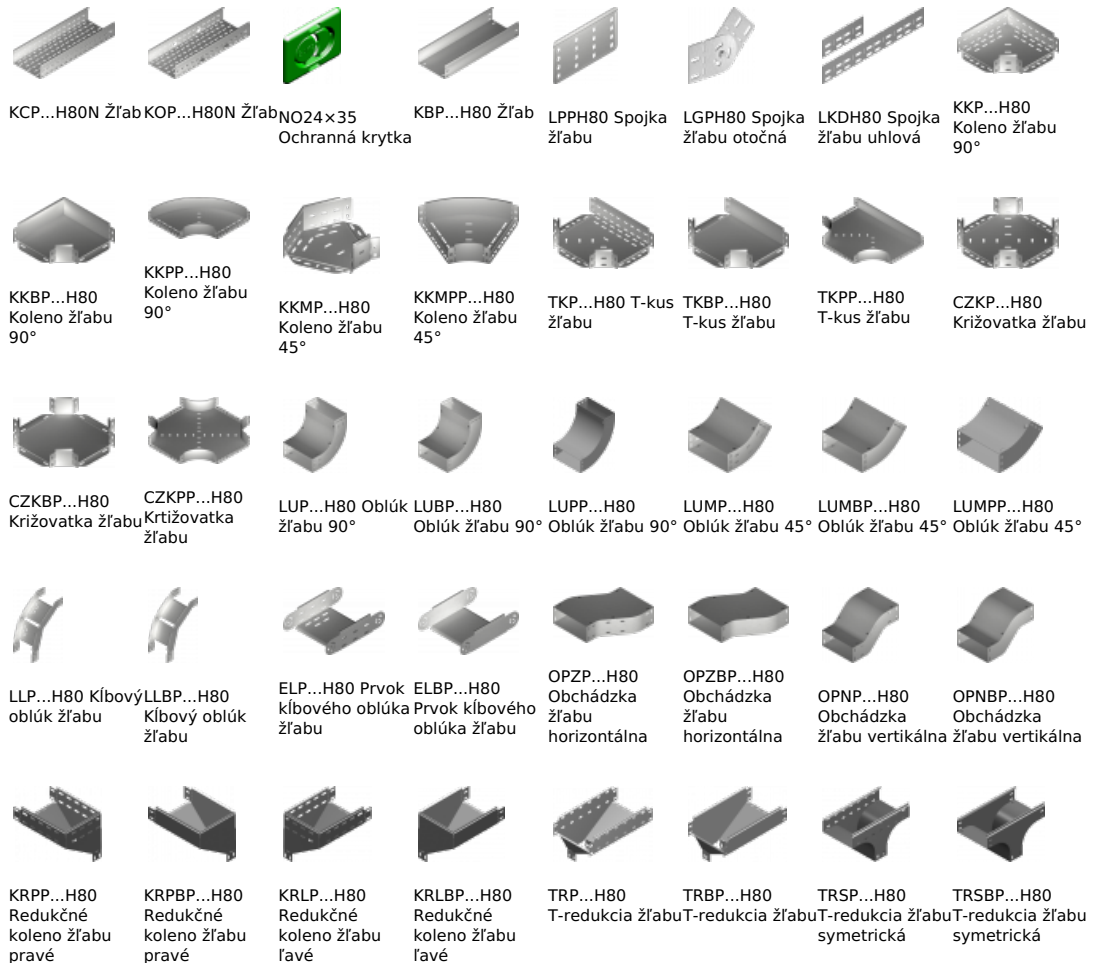 KCP...H80N Žľab
KOP...H80N Žľab
NO24×35
Ochranná krytka
KBP...H80 Žľab
LPPH80 Spojka
žľabu
LGPH80 Spojka
žľabu otočná
LKDH80 Spojka
žľabu uhlová
KKP...H80
Koleno žľabu
90°
KKBP...H80
Koleno žľabu
90°
KKPP...H80
Koleno žľabu
90°
KKMP...H80
Koleno žľabu
45°
KKMPP...H80
Koleno žľabu
45°
TKP...H80 T-kus
žľabu
TKBP...H80
T-kus žľabu
TKPP...H80
T-kus žľabu
CZKP...H80
Križovatka žľabu
CZKBP...H80
Križovatka žľabu
CZKPP...H80
Krtižovatka
žľabu
LUP...H80 Oblúk
žľabu 90°
LUBP...H80
Oblúk žľabu 90°
LUPP...H80
Oblúk žľabu 90°
LUMP...H80
Oblúk žľabu 45°
LUMBP...H80
Oblúk žľabu 45°
LUMPP...H80
Oblúk žľabu 45°
LLP...H80 Kĺbový
oblúk žľabu
LLBP...H80
Kĺbový oblúk
žľabu
ELP...H80 Prvok
kĺbového oblúka
žľabu
ELBP...H80
Prvok kĺbového
oblúka žľabu
OPZP...H80
Obchádzka
žľabu
horizontálna
OPZBP...H80
Obchádzka
žľabu
horizontálna
OPNP...H80
Obchádzka
žľabu vertikálna
OPNBP...H80
Obchádzka
žľabu vertikálna
KRPP...H80
Redukčné
koleno žľabu
pravé
KRPBP...H80
Redukčné
koleno žľabu
pravé
KRLP...H80
Redukčné
koleno žľabu
ľavé
KRLBP...H80
Redukčné
koleno žľabu
ľavé
TRP...H80
T-redukcia žľabu
TRBP...H80
T-redukcia žľabu
TRSP...H80
T-redukcia žľabu
symetrická
TRSBP...H80
T-redukcia žľabu
symetrická